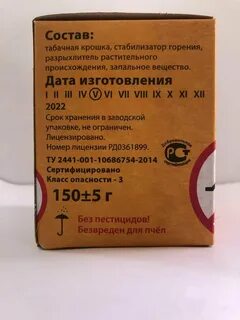 Состав:
табачная крошка, стабилизатор горения,
разрыхлитель растительного
происхождения, запальное вещество.
Дата изготовления
I II III IV V VI VII VIII IX X XI XII
2022
Срок хранения в заводской
упаковке, не ограничен.
Лицензировано.
Номер лицензии РД0361899.
ТУ 2441-001-10686754-2014
Сертифицировано
Класс опасности - 3
150±5 г
Без пестицидов!
Безвреден для пчёл